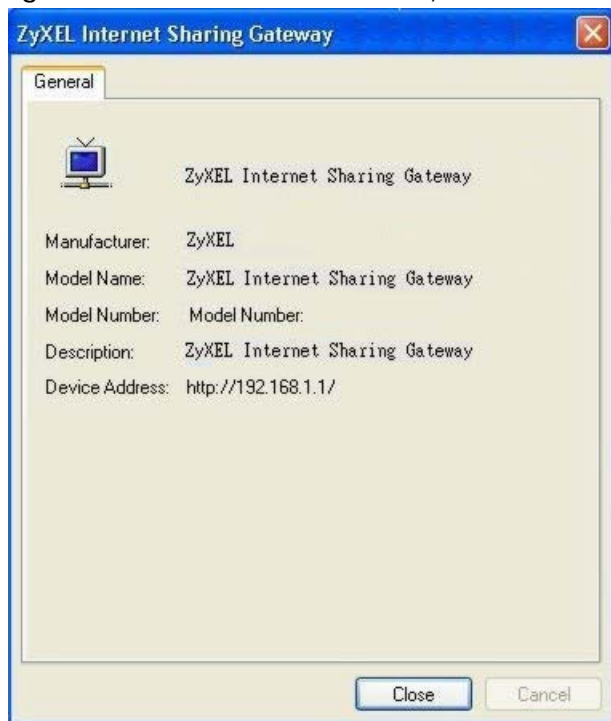 ZyXEL Internet Sharing Gateway
General
ZyXEL Internet Sharing Gateway
Manufacturer: ZyXEL
Model Name: ZyXEL Internet Sharing Gateway
Model Number: Model Number:
Description: ZyXEL Internet Sharing Gateway
Device Address: http://192.168.1.1/
Close Cancel